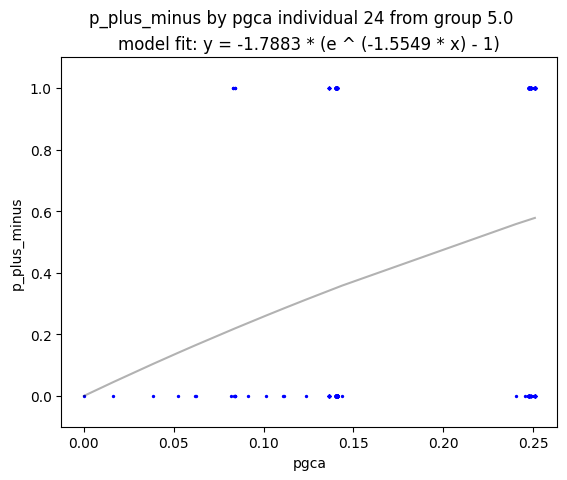 p_plus_minus by pgca individual 24 from group 5.0
model fit: y = -1.7883 * (e ^ (-1.5549 * x) - 1)
1.0
0.8
0.6
0.4
0.2
0.0
p_plus_minus
0.00 0.05 0.10 0.15 0.20 0.25
pgca